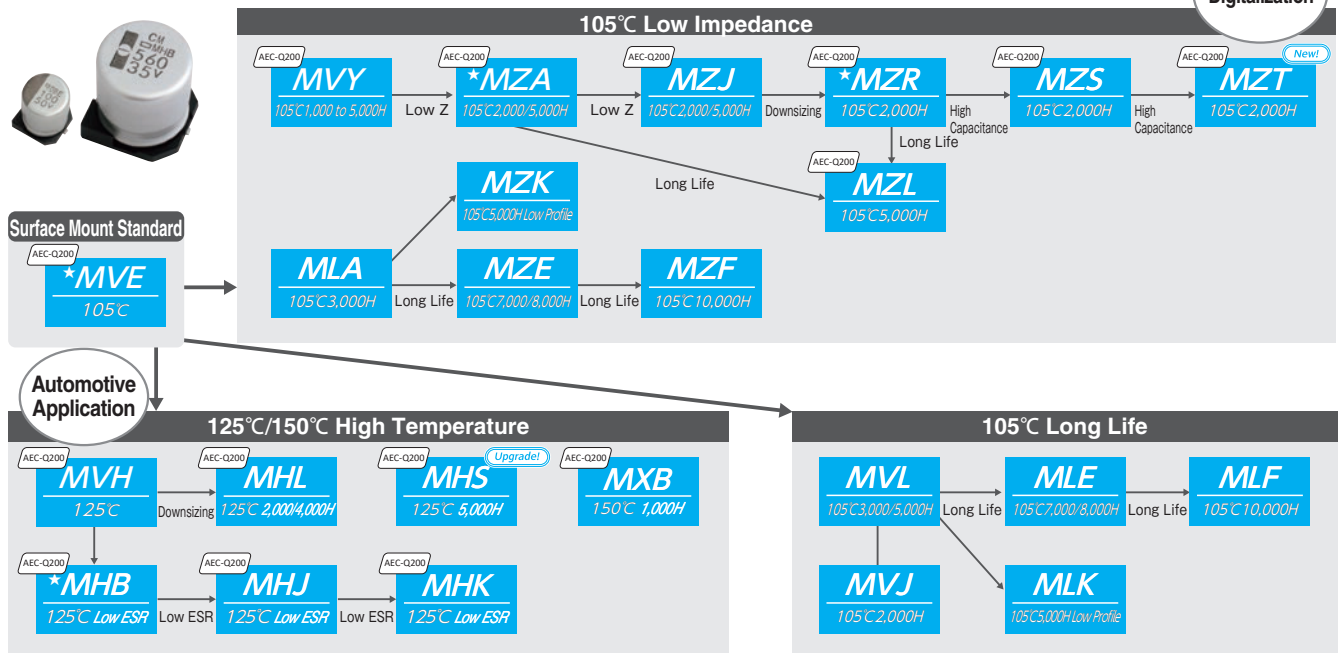 Digitalization
105℃ Low Impedance
CM
MHB
560
35V
100
50V
AEC-Q200
MVY
105℃1,000 to 5,000H
Low Z
AEC-Q200
★MZA
105℃2,000/5,000H
Low Z
AEC-Q200
MZJ
105℃2,000/5,000H
Downsizing
AEC-Q200
★MZR
105℃2,000H
High
Capacitance
AEC-Q200
MZS
105℃2,000H
High
Capacitance
AEC-Q200
New!
MZT
105℃2,000H
Long Life
Long Life
AEC-Q200
MZL
105℃5,000H
MZK
105℃5,000H Low Profile
MLA
105℃3,000H
Long Life
MZE
105℃7,000/8,000H
Long Life
MZF
105℃10,000H
Surface Mount Standard
AEC-Q200
★MVE
105℃
Automotive
Application
125℃/150℃ High Temperature
AEC-Q200
MVH
125℃
Downsizing
AEC-Q200
MHL
125℃ 2,000/4,000H
AEC-Q200
Upgrade!
MHS
125℃ 5,000H
AEC-Q200
MXB
150℃ 1,000H
AEC-Q200
★MHB
125℃ Low ESR
Low ESR
AEC-Q200
MHJ
125℃ Low ESR
Low ESR
AEC-Q200
MHK
125℃ Low ESR
105℃ Long Life
MVL
105℃3,000/5,000H
Long Life
MLE
105℃7,000/8,000H
Long Life
MLF
105℃10,000H
MVJ
105℃2,000H
MLK
105℃5,000H Low Profile